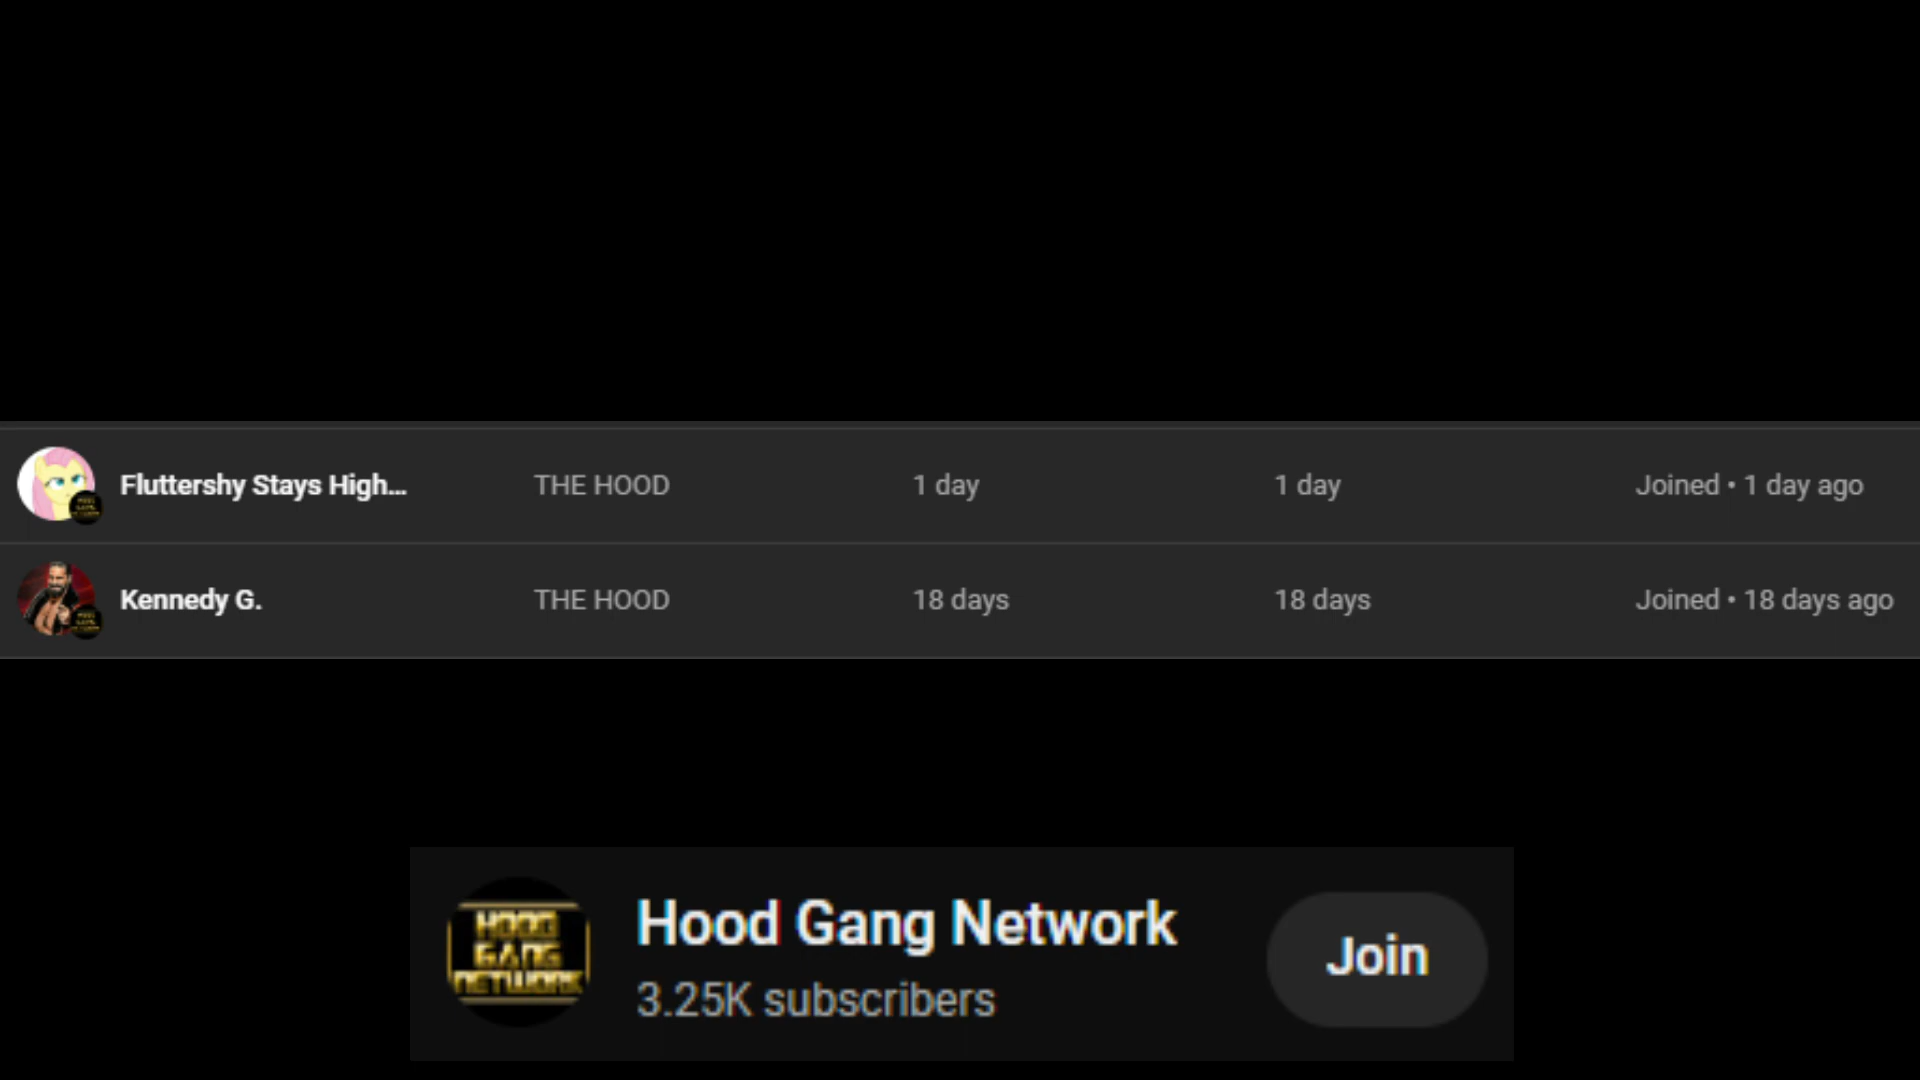 Fluttershy Stays High... THE HOOD 1 day 1 day Joined • 1 day ago
Kennedy G. THE HOOD 18 days 18 days Joined • 18 days ago
HOOD
GANG
NETWORK
Hood Gang Network
3.25K subscribers
Join